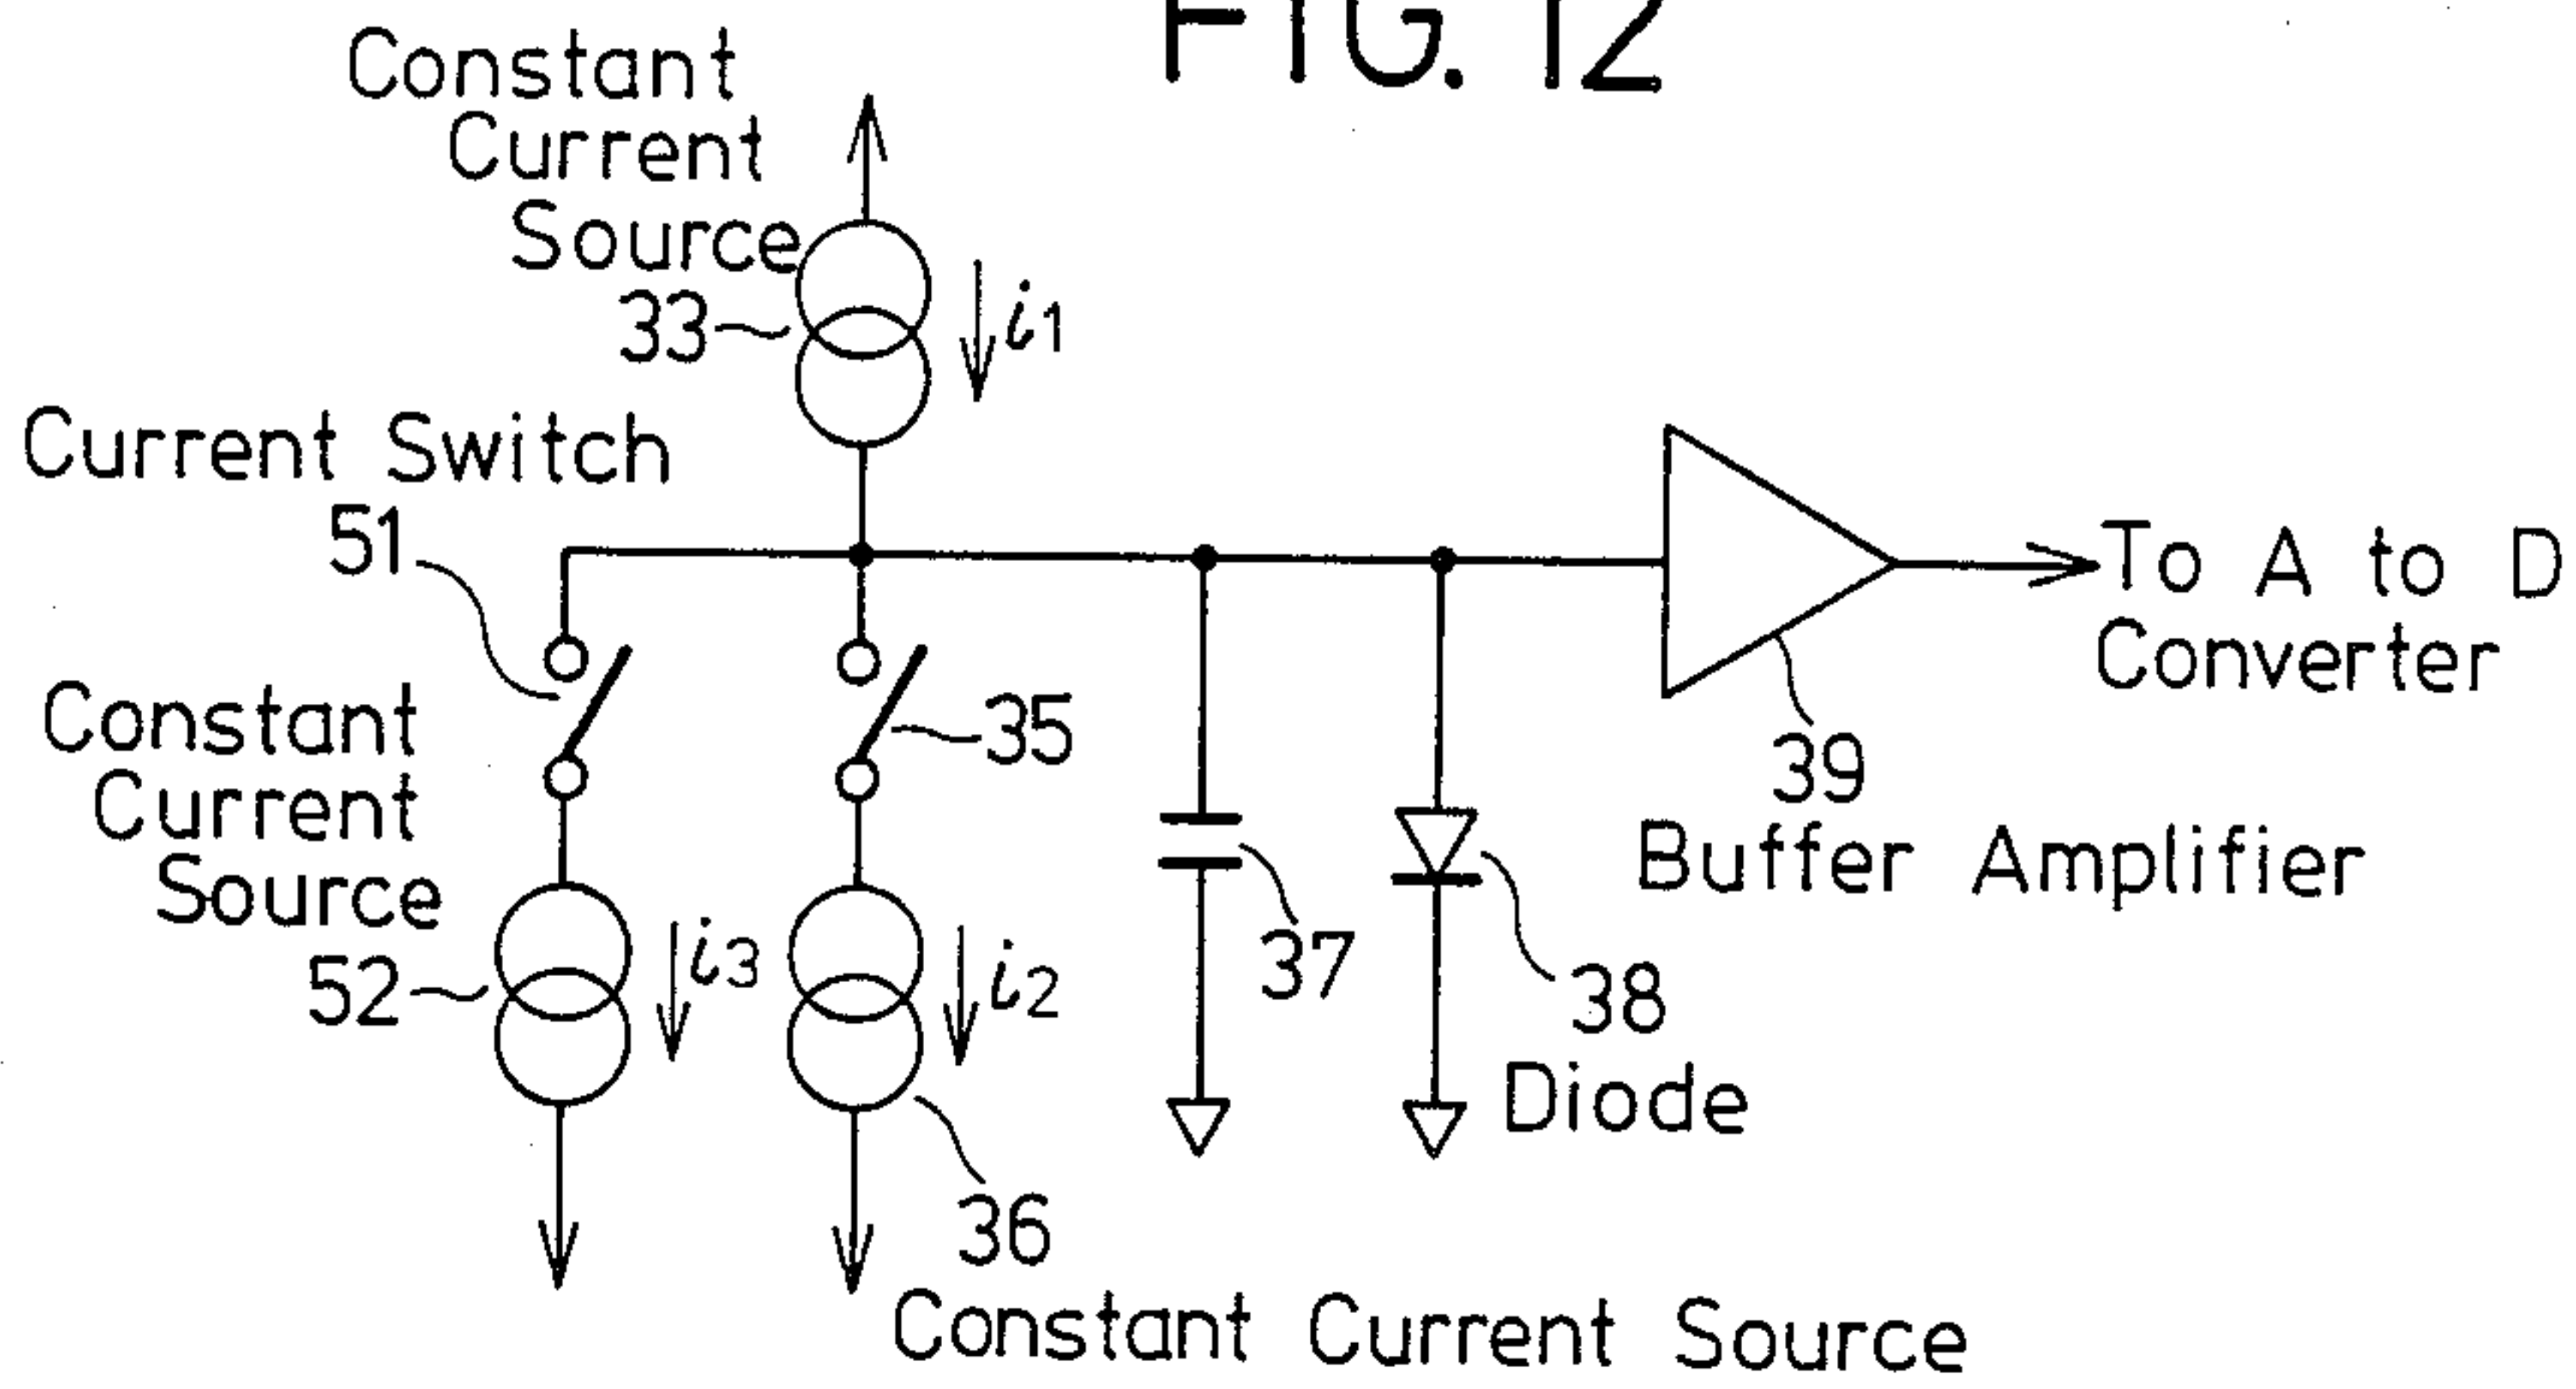 FIG. 12
Constant
Current
Source
33
i1
Current Switch
51
To A to D
Converter
Constant
Current
Source
35
39
Buffer Amplifier
52
i3
i2
37
38
Diode
36
Constant Current Source